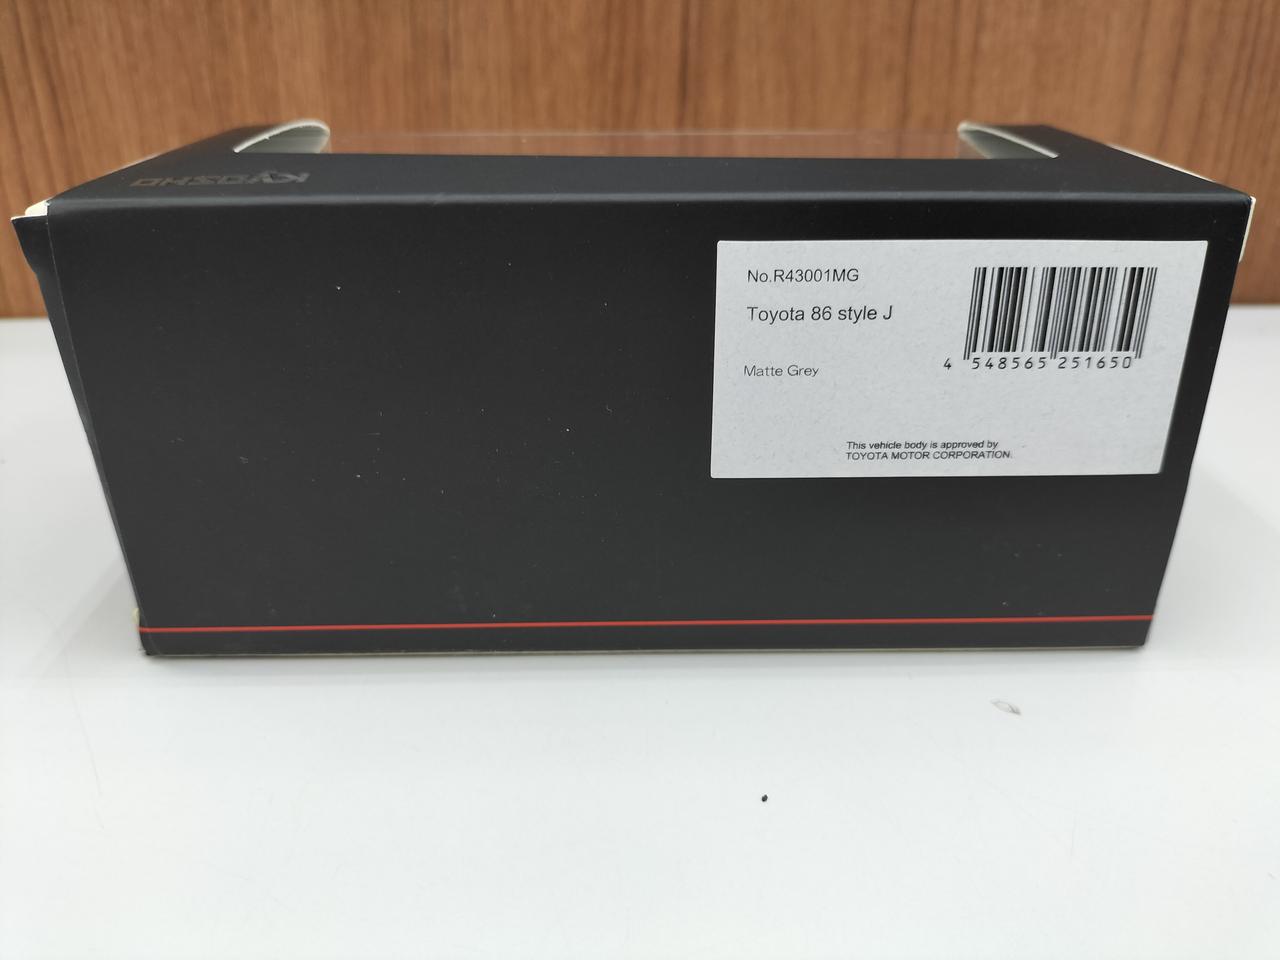 KYOSHO
No.R43001MG
Toyota 86 style J
Matte Grey
4 548565 251650
This vehicle body is approved by
TOYOTA MOTOR CORPORATION.